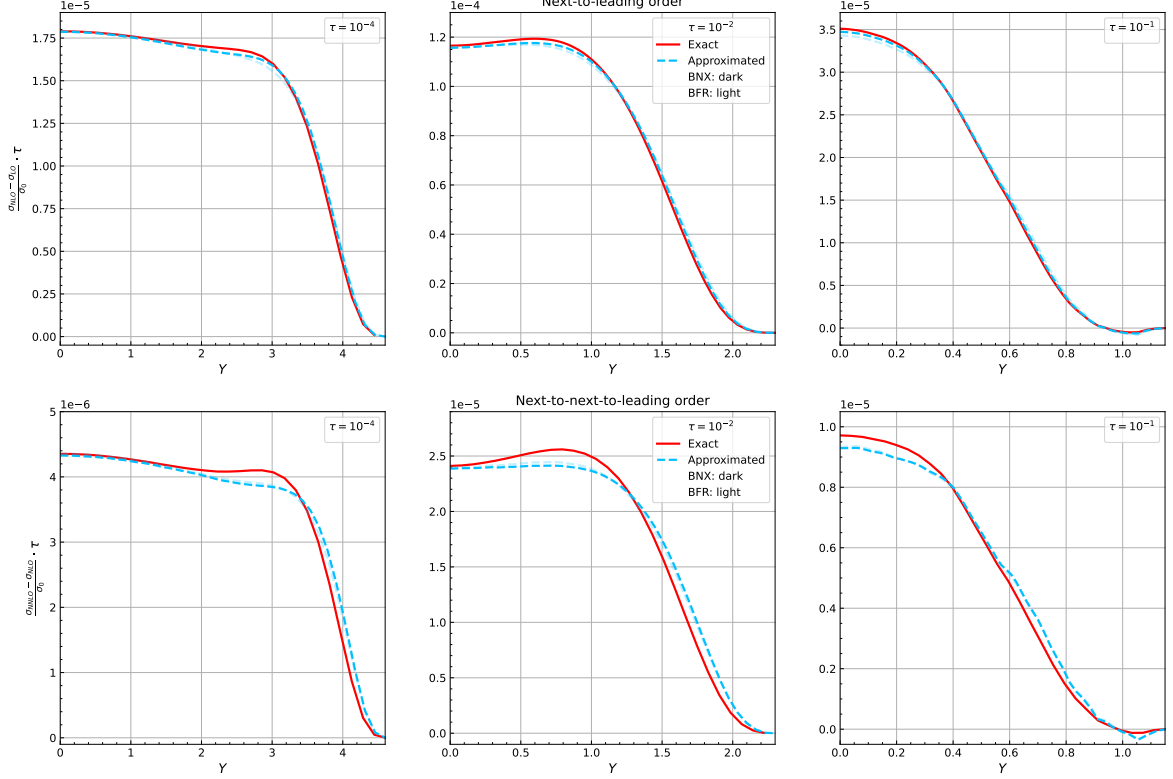 Next-to-leading order
1e−5
1e−4
1e−5
τ = 10⁻⁴
τ = 10⁻²
Exact
Approximated
BNX: dark
BFR: light
τ = 10⁻¹
1.75
1.50
1.25
1.00
0.75
0.50
0.25
0.00
1.2
1.0
0.8
0.6
0.4
0.2
0.0
3.5
3.0
2.5
2.0
1.5
1.0
0.5
0.0
(σ_NLO − σ_LO)/σ_0 · τ
0 1 2 3 4
0.0 0.5 1.0 1.5 2.0
0.0 0.2 0.4 0.6 0.8 1.0
Y
Y
Y
Next-to-next-to-leading order
1e−6
1e−5
1e−5
τ = 10⁻⁴
τ = 10⁻²
Exact
Approximated
BNX: dark
BFR: light
τ = 10⁻¹
5
4
3
2
1
0
2.5
2.0
1.5
1.0
0.5
0.0
1.0
0.8
0.6
0.4
0.2
0.0
(σ_NNLO − σ_NLO)/σ_0 · τ
0 1 2 3 4
0.0 0.5 1.0 1.5 2.0
0.0 0.2 0.4 0.6 0.8 1.0
Y
Y
Y